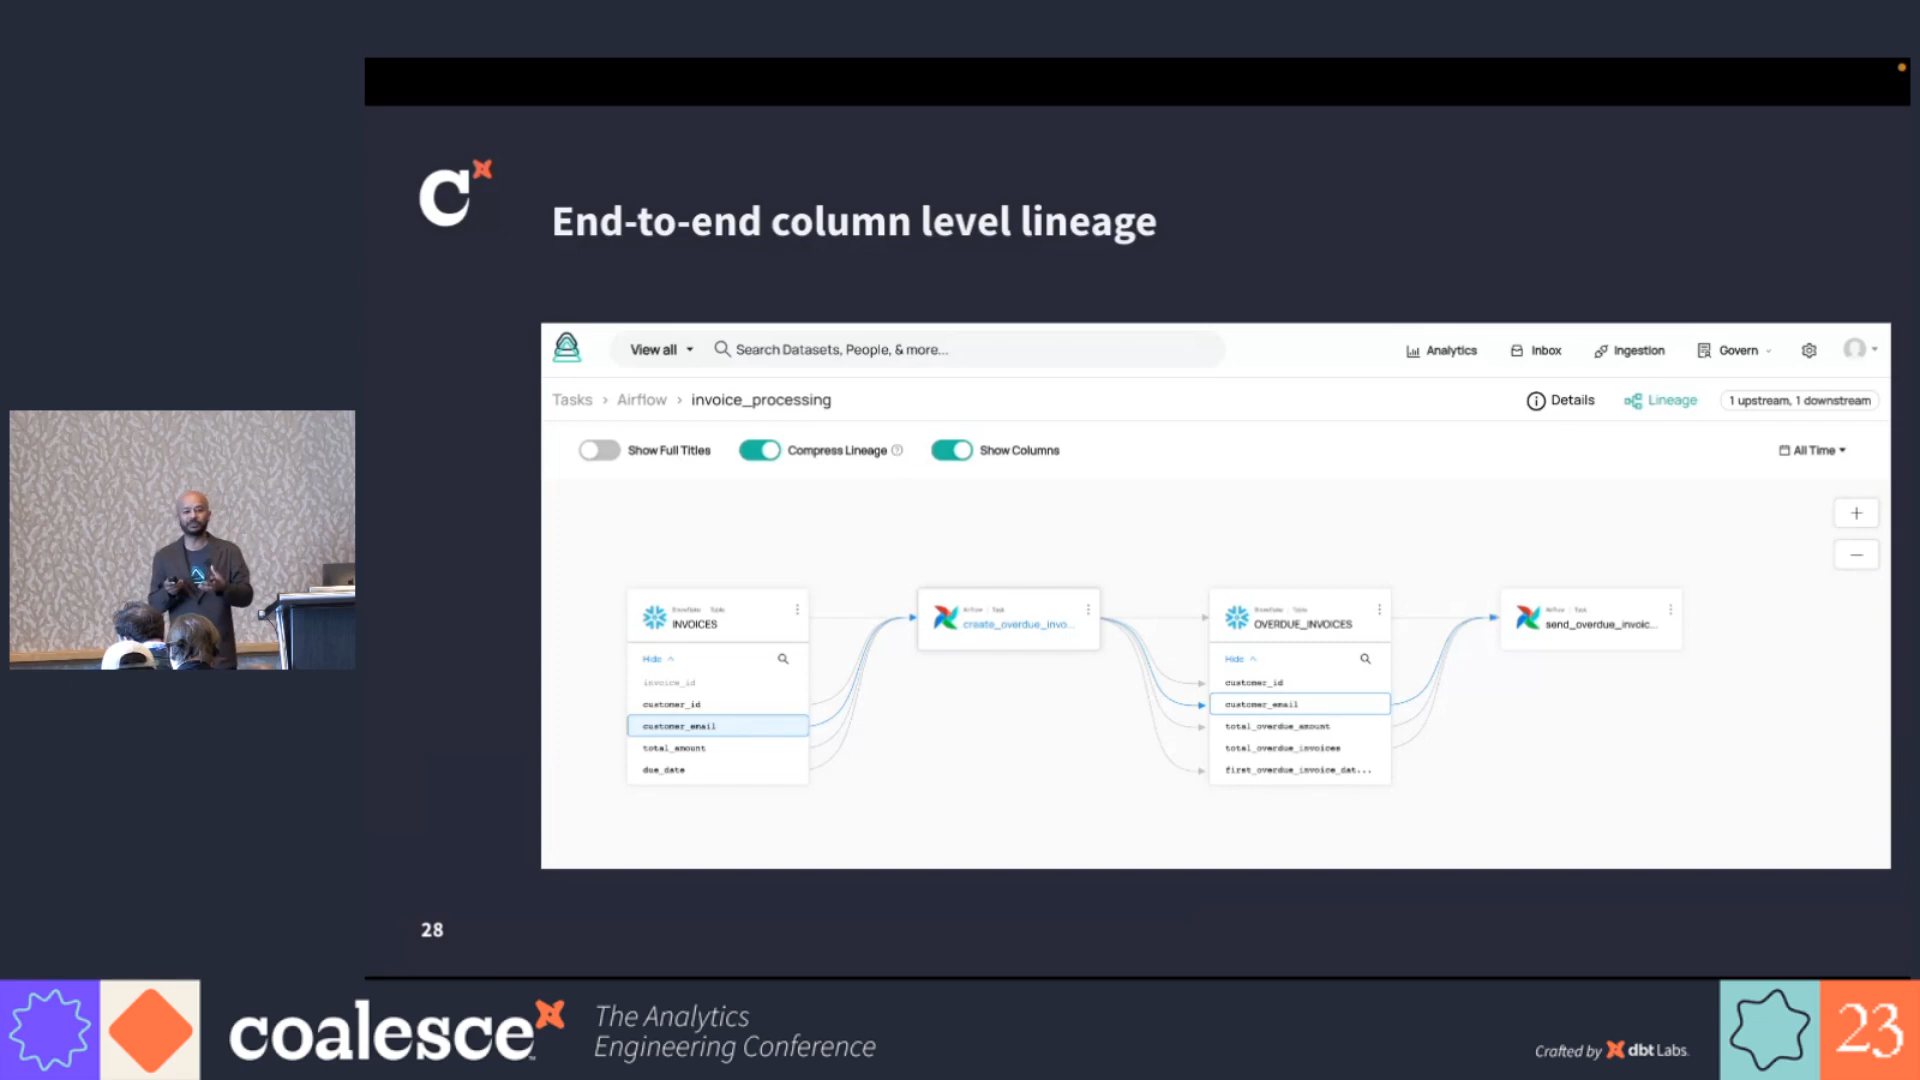 End-to-end column level lineage
View all
Search Datasets, People, & more...
Analytics
Inbox
Ingestion
Govern
Tasks > Airflow > invoice_processing
Details
Lineage
1 upstream, 1 downstream
Show Full Titles
Compress Lineage
Show Columns
All Time
+
−
Snowflake | Table
INVOICES
Hide
invoice_id
customer_id
customer_email
total_amount
due_date
Airflow | Task
create_overdue_invo...
Snowflake | Table
OVERDUE_INVOICES
Hide
customer_id
customer_email
total_overdue_amount
total_overdue_invoices
first_overdue_invoice_dat...
Airflow | Task
send_overdue_invoic...
28
coalesce
The Analytics
Engineering Conference
Crafted by dbt Labs.
23